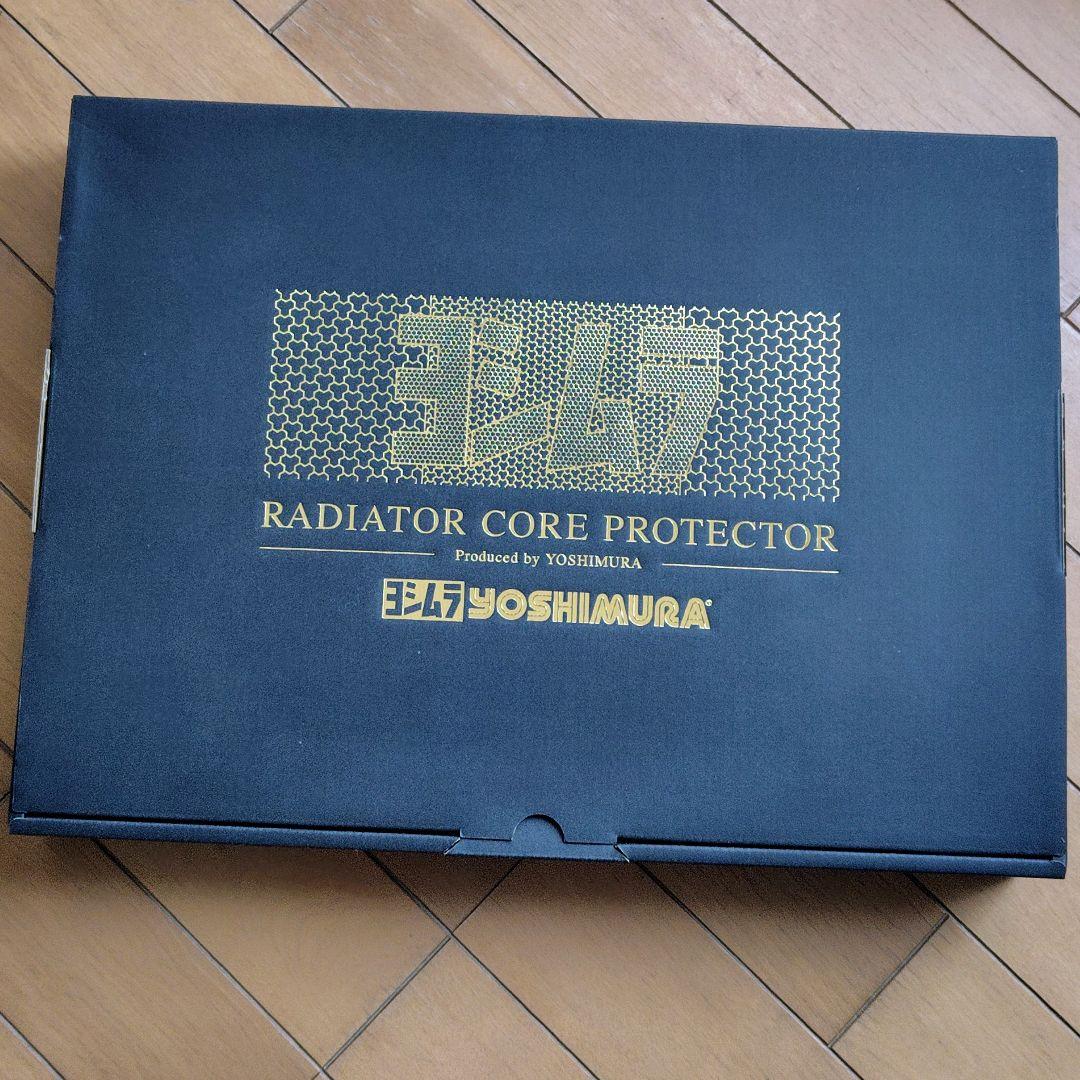 ヨシムラ
RADIATOR CORE PROTECTOR
Produced by YOSHIMURA
ヨシムラ YOSHIMURA®